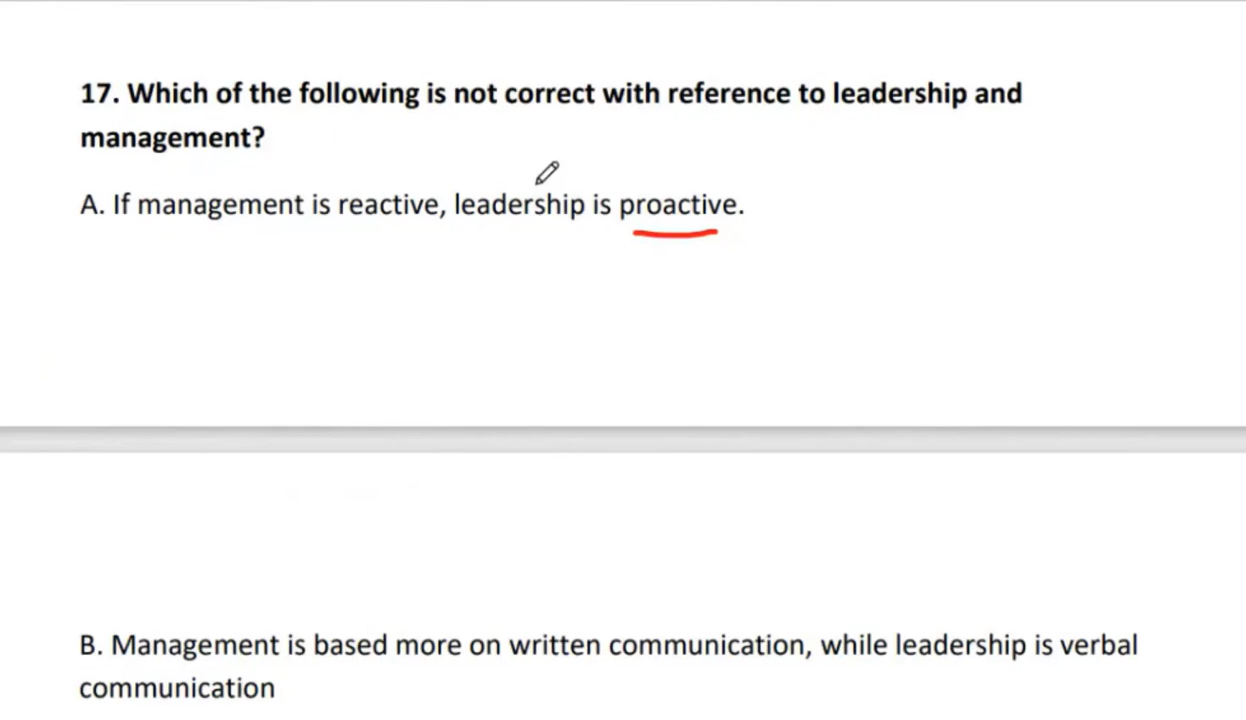 17. Which of the following is not correct with reference to leadership and
management?
A. If management is reactive, leadership is proactive.
B. Management is based more on written communication, while leadership is verbal
communication